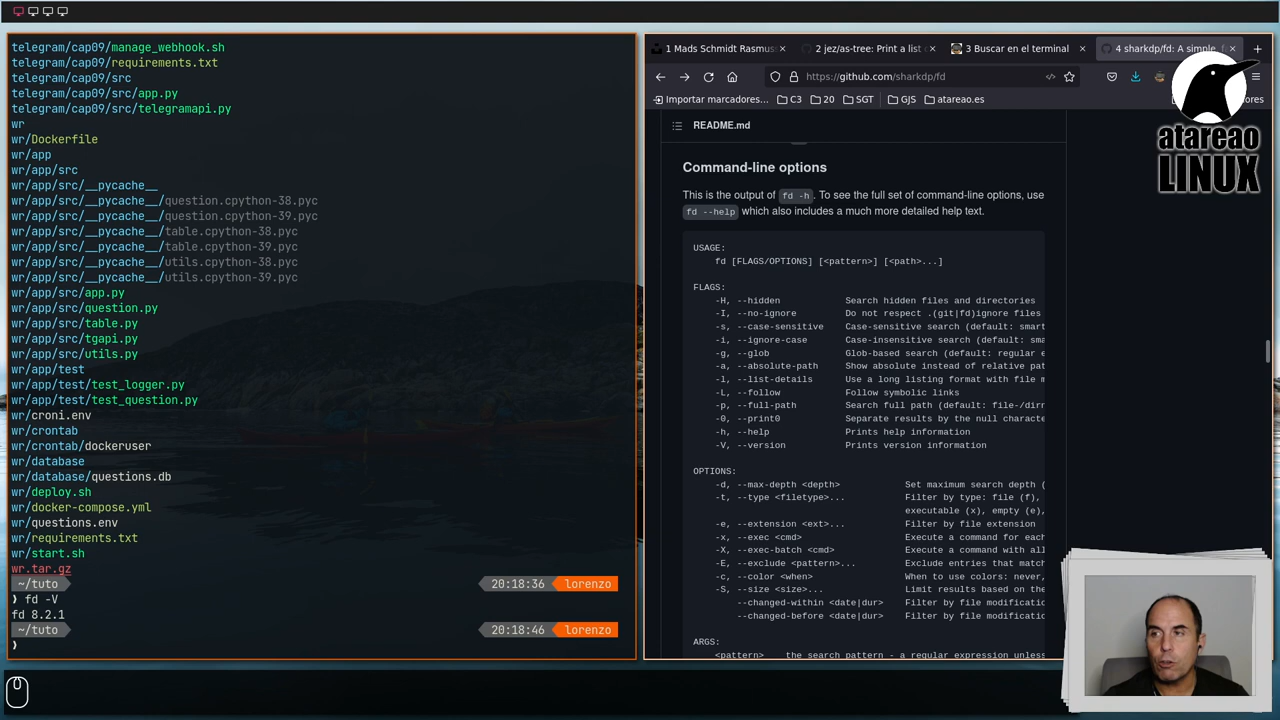 telegram/cap09/manage_webhook.sh
telegram/cap09/requirements.txt
telegram/cap09/src
telegram/cap09/src/app.py
telegram/cap09/src/telegramapi.py
wr
wr/Dockerfile
wr/app
wr/app/src
wr/app/src/__pycache__
wr/app/src/__pycache__/question.cpython-38.pyc
wr/app/src/__pycache__/question.cpython-39.pyc
wr/app/src/__pycache__/table.cpython-38.pyc
wr/app/src/__pycache__/table.cpython-39.pyc
wr/app/src/__pycache__/utils.cpython-38.pyc
wr/app/src/__pycache__/utils.cpython-39.pyc
wr/app/src/app.py
wr/app/src/question.py
wr/app/src/table.py
wr/app/src/tgapi.py
wr/app/src/utils.py
wr/app/test
wr/app/test/test_logger.py
wr/app/test/test_question.py
wr/croni.env
wr/crontab
wr/crontab/dockeruser
wr/database
wr/database/questions.db
wr/deploy.sh
wr/docker-compose.yml
wr/questions.env
wr/requirements.txt
wr/start.sh
wr.tar.gz
~/tuto 20:18:36 lorenzo
❯ fd -V
fd 8.2.1
~/tuto 20:18:46 lorenzo
❯
1 Mads Schmidt Rasmus × 2 jez/as-tree: Print a list × 3 Buscar en el terminal × 4 sharkdp/fd: A simple, × +
https://github.com/sharkdp/fd
Importar marcadores... C3 20 SGT GJS atareao.es
README.md
Command-line options
This is the output of fd -h. To see the full set of command-line options, use
fd --help which also includes a much more detailed help text.
USAGE:
fd [FLAGS/OPTIONS] [<pattern>] [<path>...]
FLAGS:
-H, --hidden Search hidden files and directories
-I, --no-ignore Do not respect .(git|fd)ignore files
-s, --case-sensitive Case-sensitive search (default: smart
-i, --ignore-case Case-insensitive search (default: sma
-g, --glob Glob-based search (default: regular e
-a, --absolute-path Show absolute instead of relative pat
-l, --list-details Use a long listing format with file m
-L, --follow Follow symbolic links
-p, --full-path Search full path (default: file-/dirn
-0, --print0 Separate results by the null characte
-h, --help Prints help information
-V, --version Prints version information
OPTIONS:
-d, --max-depth <depth> Set maximum search depth (
-t, --type <filetype>... Filter by type: file (f),
executable (x), empty (e),
-e, --extension <ext>... Filter by file extension
-x, --exec <cmd> Execute a command for each
-X, --exec-batch <cmd> Execute a command with all
-E, --exclude <pattern>... Exclude entries that match
-c, --color <when> When to use colors: never,
-S, --size <size>... Limit results based on the
--changed-within <date|dur> Filter by file modificatio
--changed-before <date|dur> Filter by file modificatio
ARGS:
<pattern> the search pattern - a regular expression unless
atareao
LINUX